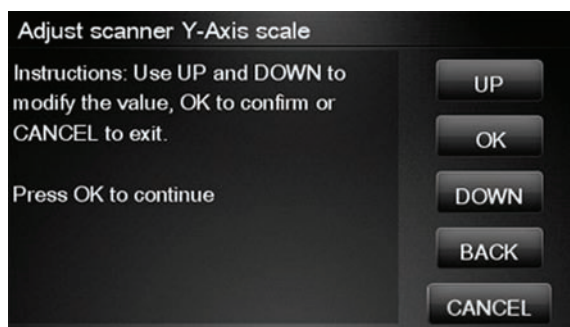 Adjust scanner Y-Axis scale
Instructions: Use UP and DOWN to
modify the value, OK to confirm or
CANCEL to exit.
Press OK to continue
UP
OK
DOWN
BACK
CANCEL